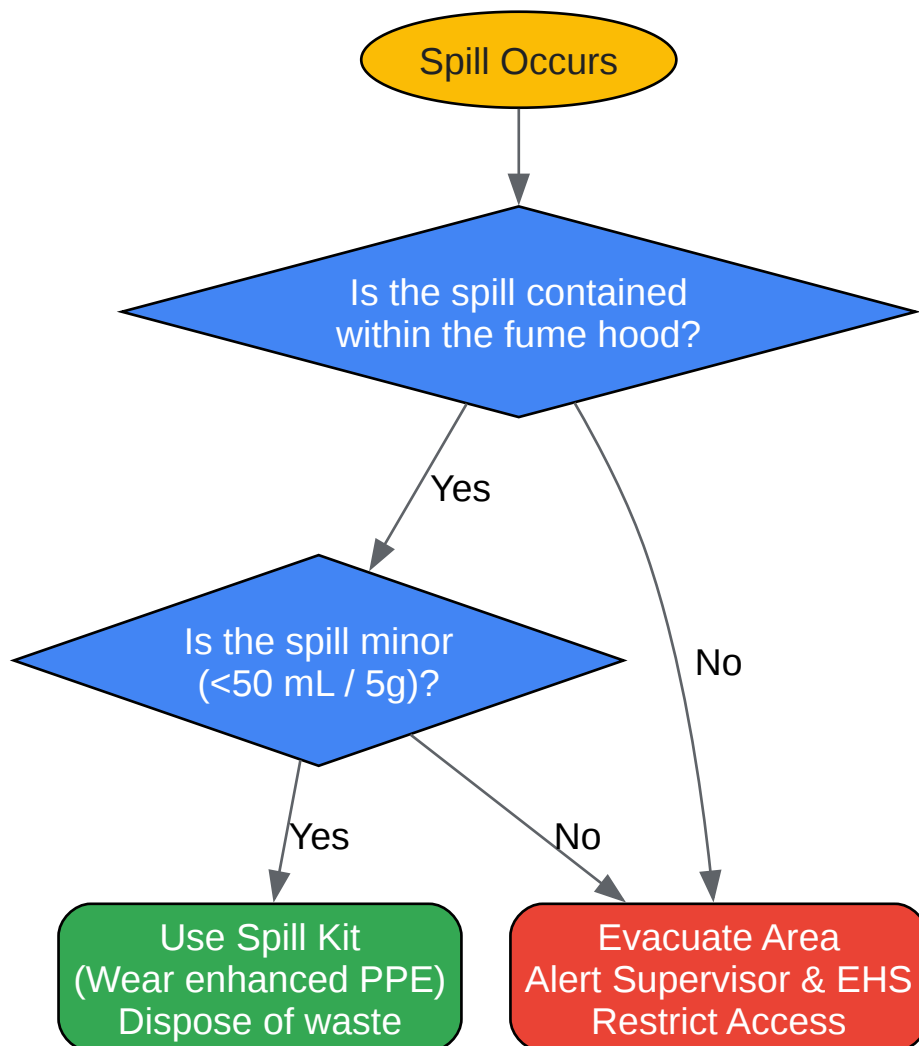 Spill Occurs
Is the spill contained
within the fume hood?
Yes
No
Is the spill minor
(<50 mL / 5g)?
Yes
No
Use Spill Kit
(Wear enhanced PPE)
Dispose of waste
Evacuate Area
Alert Supervisor & EHS
Restrict Access